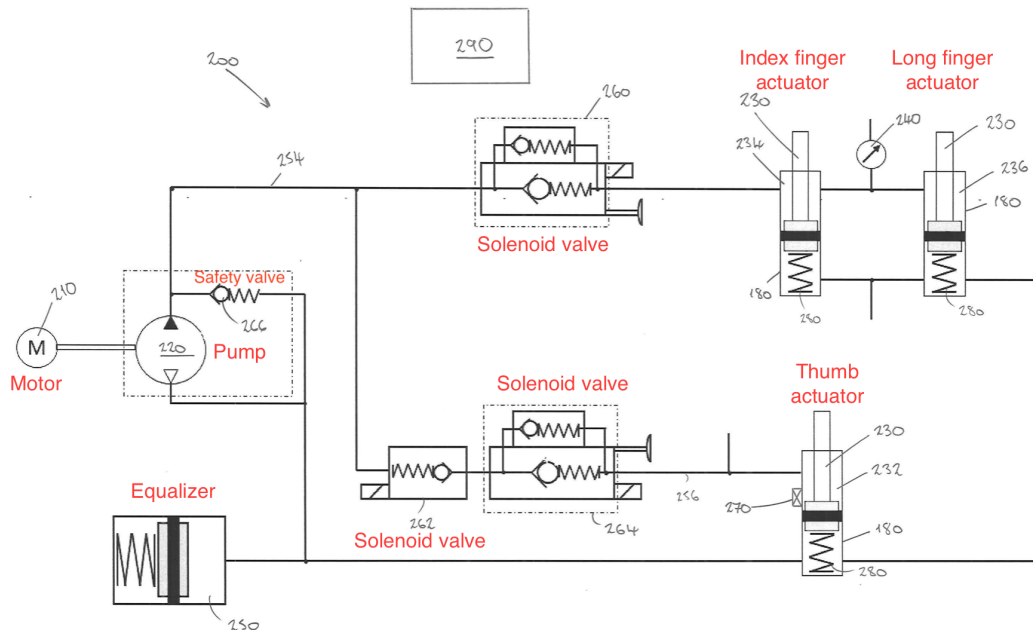 290
200
Index finger
actuator
Long finger
actuator
260
230
240
230
234
236
254
180
Solenoid valve
Safety valve
210
266
180
280
280
M
220
Pump
Motor
Solenoid valve
Thumb
actuator
230
232
256
270
Equalizer
262
264
180
Solenoid valve
280
250